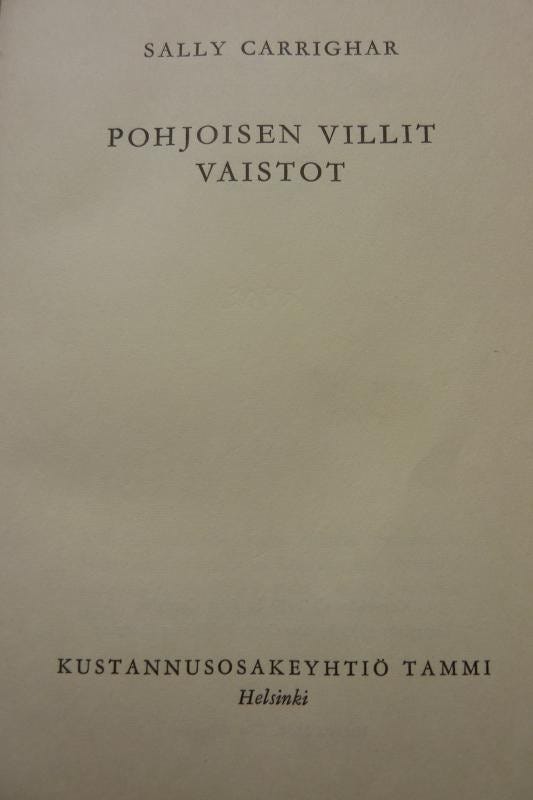 SALLY CARRIGHAR
POHJOISEN VILLIT
VAISTOT
KUSTANNUSOSAKEYHTIÖ TAMMI
Helsinki